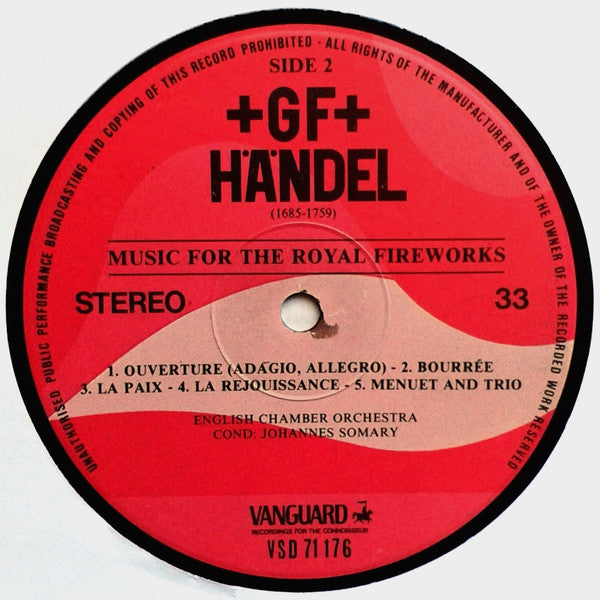 UNAUTHORISED PUBLIC PERFORMANCE BROADCASTING AND COPYING OF THIS RECORD PROHIBITED · ALL RIGHTS OF THE MANUFACTURER AND OF THE OWNER OF THE RECORDED WORK RESERVED
SIDE 2
+GF+
HÄNDEL
(1685-1759)
MUSIC FOR THE ROYAL FIREWORKS
STEREO 33
1. OUVERTURE (ADAGIO, ALLEGRO) - 2. BOURRÉE
3. LA PAIX - 4. LA REJOUISSANCE - 5. MENUET AND TRIO
ENGLISH CHAMBER ORCHESTRA
COND: JOHANNES SOMARY
VANGUARD
RECORDINGS FOR THE CONNOISSEUR
VSD 71176